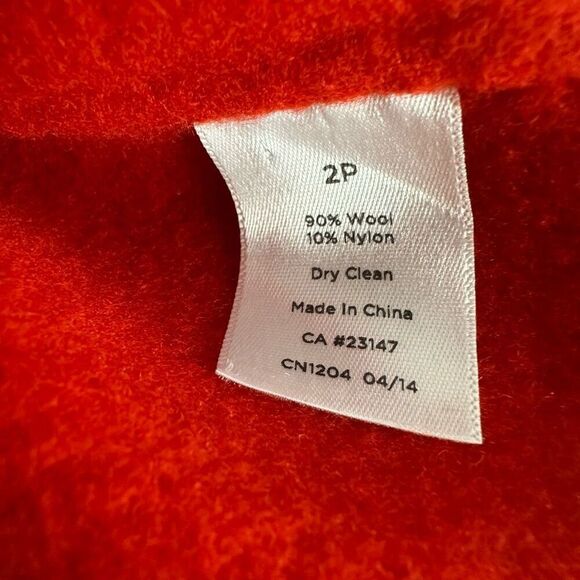 2P
90% Wool
10% Nylon
Dry Clean
Made In China
CA #23147
CN1204 04/14